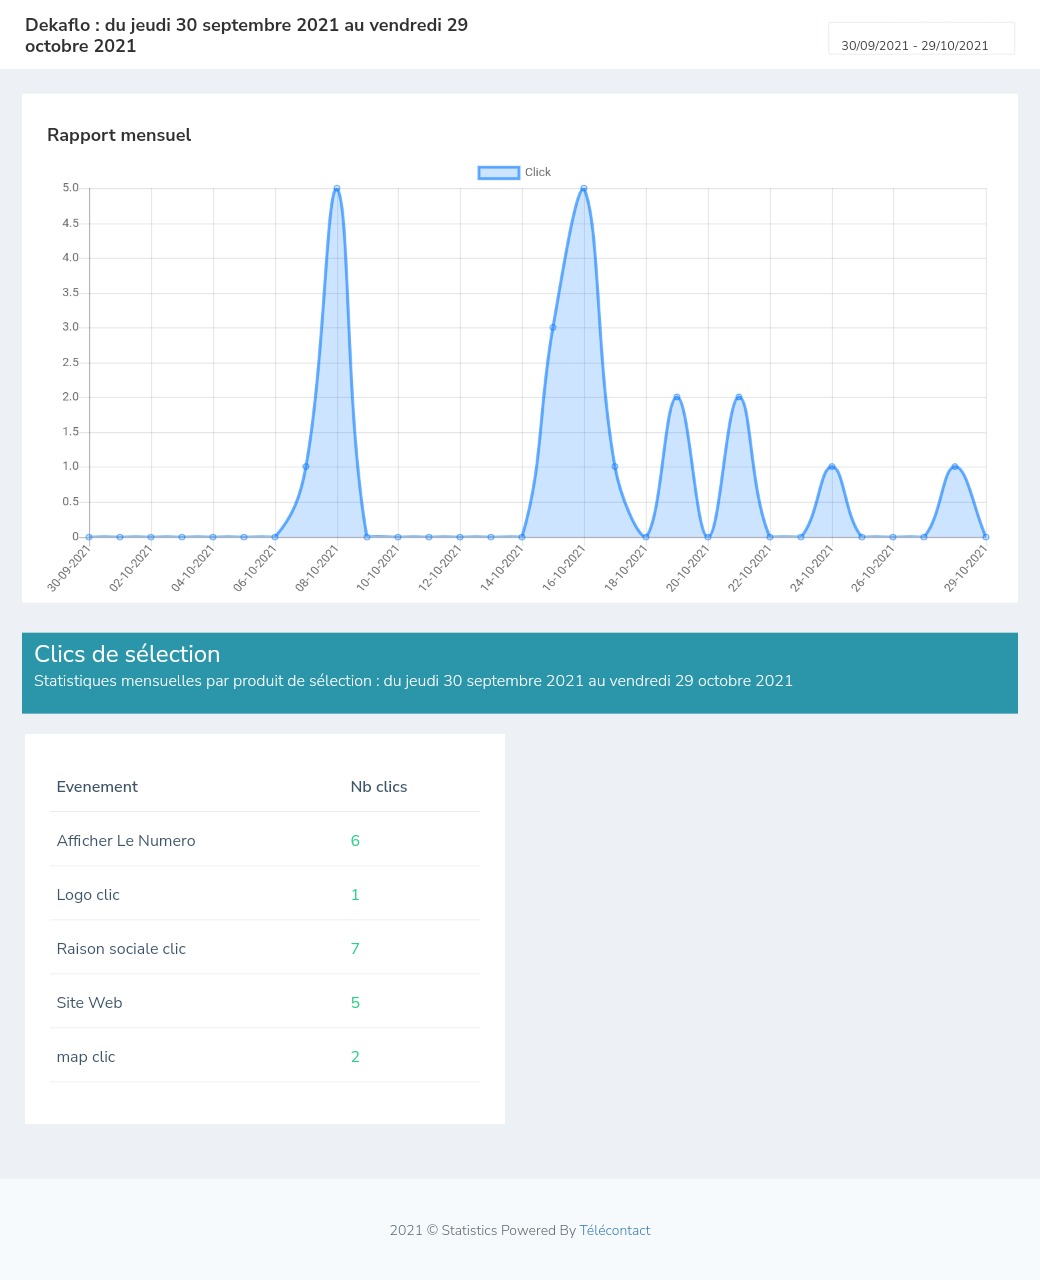 Dekaflo : du jeudi 30 septembre 2021 au vendredi 29
octobre 2021
30/09/2021 - 29/10/2021
Rapport mensuel
Click
5.0
4.5
4.0
3.5
3.0
2.5
2.0
1.5
1.0
0.5
0
30-09-2021
02-10-2021
04-10-2021
06-10-2021
08-10-2021
10-10-2021
12-10-2021
14-10-2021
16-10-2021
18-10-2021
20-10-2021
22-10-2021
24-10-2021
26-10-2021
29-10-2021
Clics de sélection
Statistiques mensuelles par produit de sélection : du jeudi 30 septembre 2021 au vendredi 29 octobre 2021
Evenement Nb clics
Afficher Le Numero 6
Logo clic 1
Raison sociale clic 7
Site Web 5
map clic 2
2021 © Statistics Powered By Télécontact